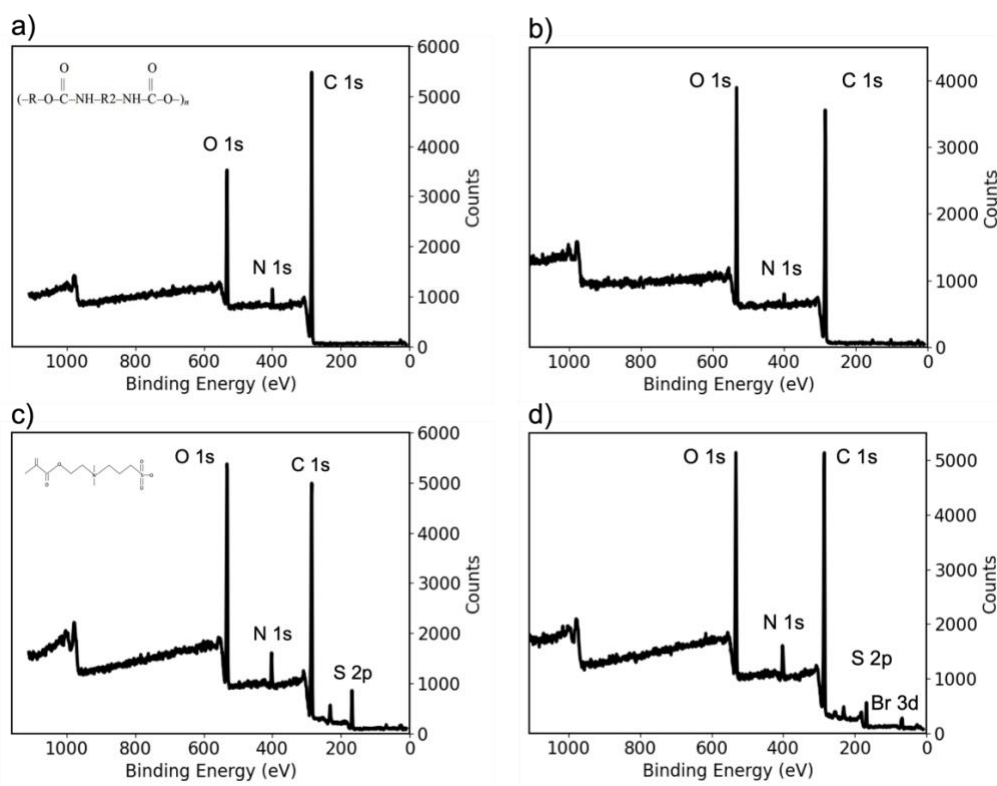 a)
O O
(–R–O–C–NH–R2–NH–C–O–)n
C 1s
O 1s
N 1s
6000
5000
4000
3000
2000
1000
0
Counts
1000 800 600 400 200 0
Binding Energy (eV)
b)
O 1s
C 1s
N 1s
4000
3000
2000
1000
0
Counts
1000 800 600 400 200 0
Binding Energy (eV)
c)
O 1s
C 1s
N 1s
S 2p
6000
5000
4000
3000
2000
1000
0
Counts
1000 800 600 400 200 0
Binding Energy (eV)
d)
O 1s
C 1s
N 1s
S 2p
Br 3d
5000
4000
3000
2000
1000
0
Counts
1000 800 600 400 200 0
Binding Energy (eV)